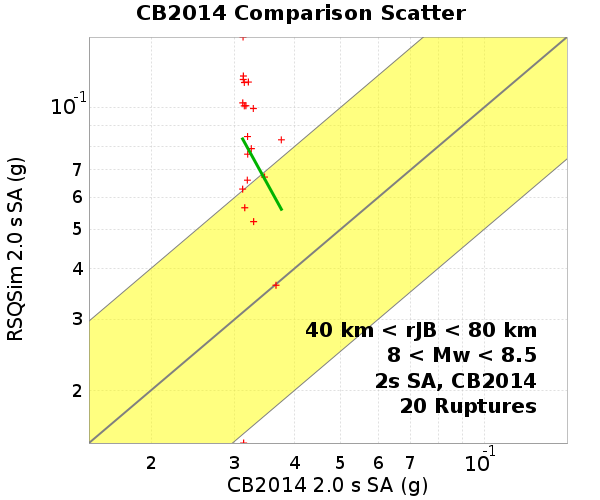 CB2014 Comparison Scatter
RSQSim 2.0 s SA (g)
10-1
7
6
5
4
3
2
40 km < rJB < 80 km
8 < Mw < 8.5
2s SA, CB2014
20 Ruptures
2 3 4 5 6 7 10-1
CB2014 2.0 s SA (g)